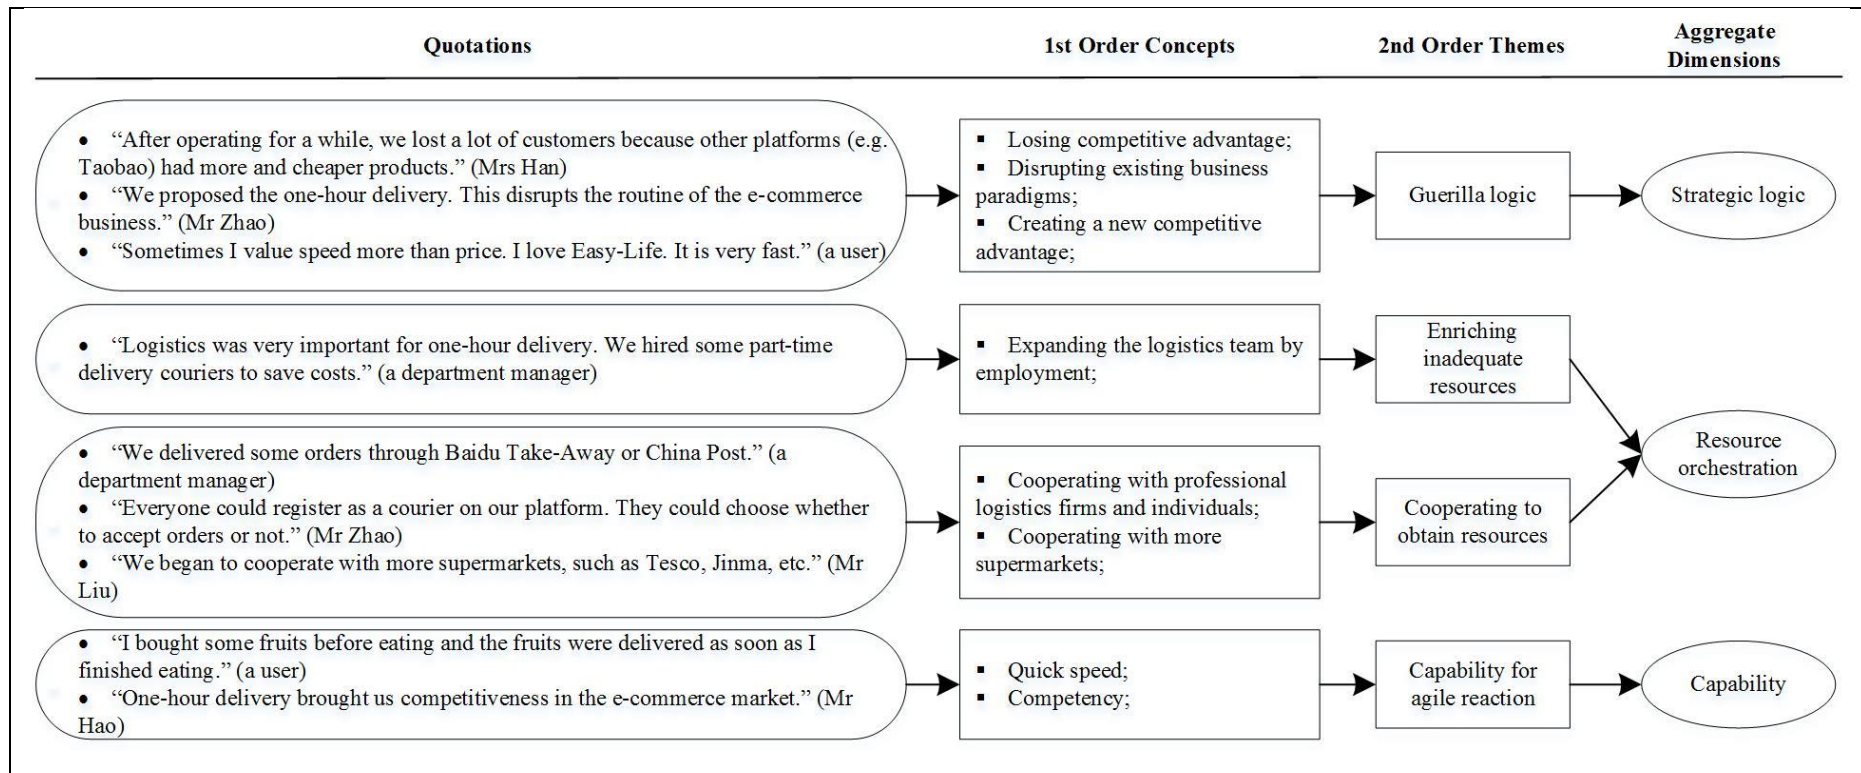 Quotations
1st Order Concepts
2nd Order Themes
Aggregate
Dimensions
• “After operating for a while, we lost a lot of customers because other platforms (e.g.
Taobao) had more and cheaper products.” (Mrs Han)
• “We proposed the one-hour delivery. This disrupts the routine of the e-commerce
business.” (Mr Zhao)
• “Sometimes I value speed more than price. I love Easy-Life. It is very fast.” (a user)
▪ Losing competitive advantage;
▪ Disrupting existing business
paradigms;
▪ Creating a new competitive
advantage;
Guerilla logic
Strategic logic
• “Logistics was very important for one-hour delivery. We hired some part-time
delivery couriers to save costs.” (a department manager)
▪ Expanding the logistics team by
employment;
Enriching
inadequate
resources
• “We delivered some orders through Baidu Take-Away or China Post.” (a
department manager)
• “Everyone could register as a courier on our platform. They could choose whether
to accept orders or not.” (Mr Zhao)
• “We began to cooperate with more supermarkets, such as Tesco, Jinma, etc.” (Mr
Liu)
▪ Cooperating with professional
logistics firms and individuals;
▪ Cooperating with more
supermarkets;
Cooperating to
obtain resources
Resource
orchestration
• “I bought some fruits before eating and the fruits were delivered as soon as I
finished eating.” (a user)
• “One-hour delivery brought us competitiveness in the e-commerce market.” (Mr
Hao)
▪ Quick speed;
▪ Competency;
Capability for
agile reaction
Capability